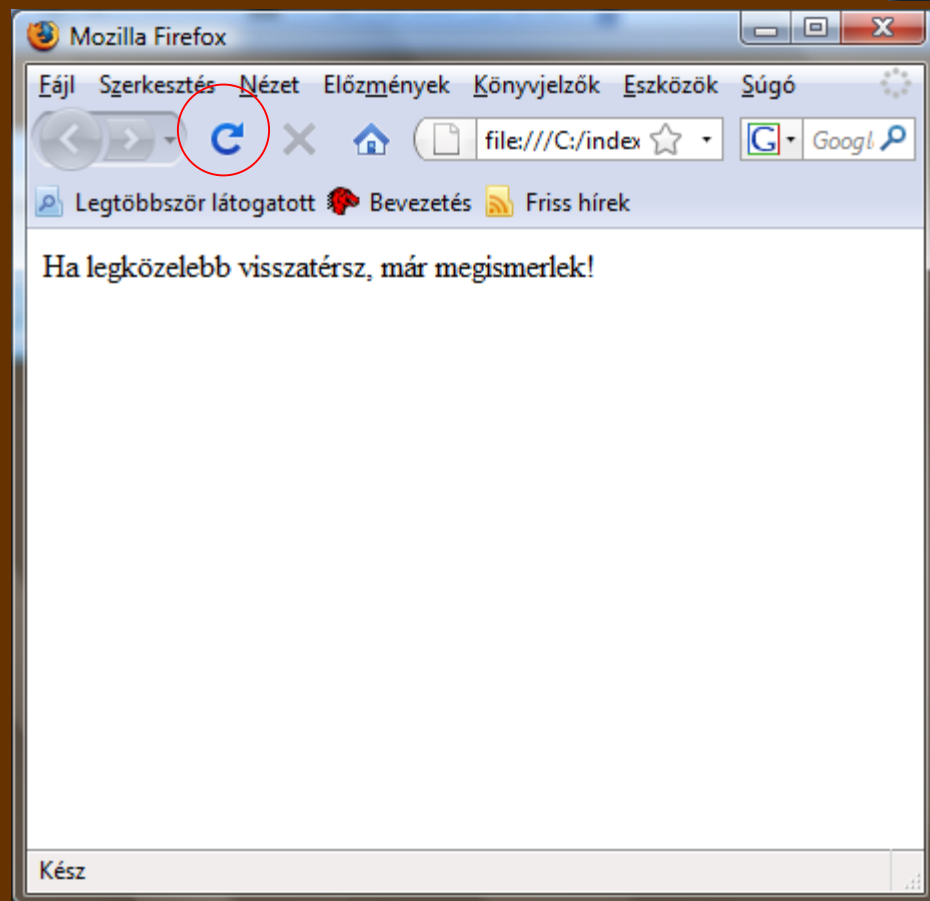 Mozilla Firefox
Fájl Szerkesztés Nézet Előzmények Könyvjelzők Eszközök Súgó
file:///C:/index G Googl
Legtöbbször látogatott Bevezetés Friss hírek
Ha legközelebb visszatérsz, már megismerlek!
Kész